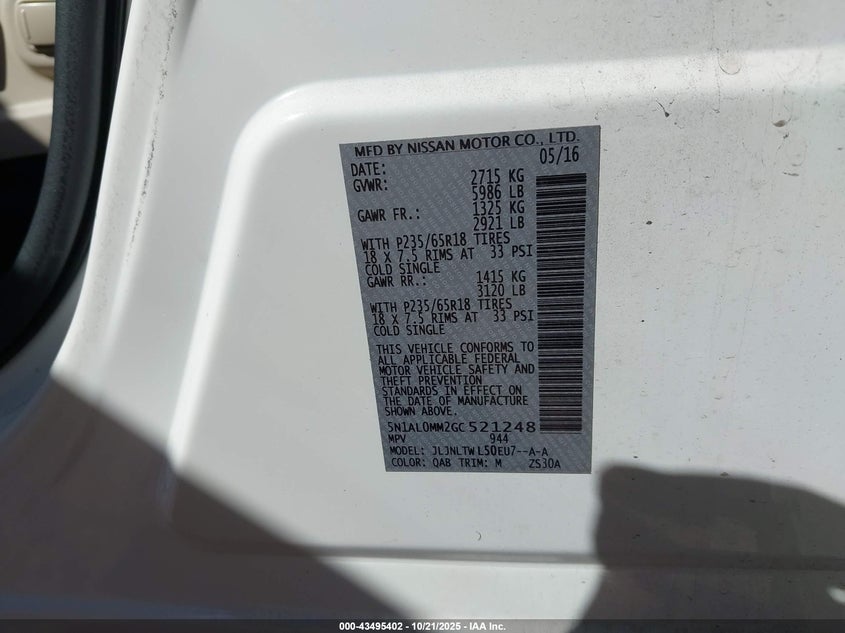 MFD BY NISSAN MOTOR CO., LTD.
DATE: 05/16
GVWR: 2715 KG
5986 LB
GAWR FR.: 1325 KG
2921 LB
WITH P235/65R18 TIRES
18 X 7.5 RIMS AT 33 PSI
COLD SINGLE
GAWR RR.: 1415 KG
3120 LB
WITH P235/65R18 TIRES
18 X 7.5 RIMS AT 33 PSI
COLD SINGLE
THIS VEHICLE CONFORMS TO
ALL APPLICABLE FEDERAL
MOTOR VEHICLE SAFETY AND
THEFT PREVENTION
STANDARDS IN EFFECT ON
THE DATE OF MANUFACTURE
SHOWN ABOVE.
5N1AL0MM2GC521248
MPV 944
MODEL: JLJNLTWL50EU7--A-A
COLOR: QAB TRIM: M ZS30A
000-43495402 - 10/21/2025 - IAA Inc.